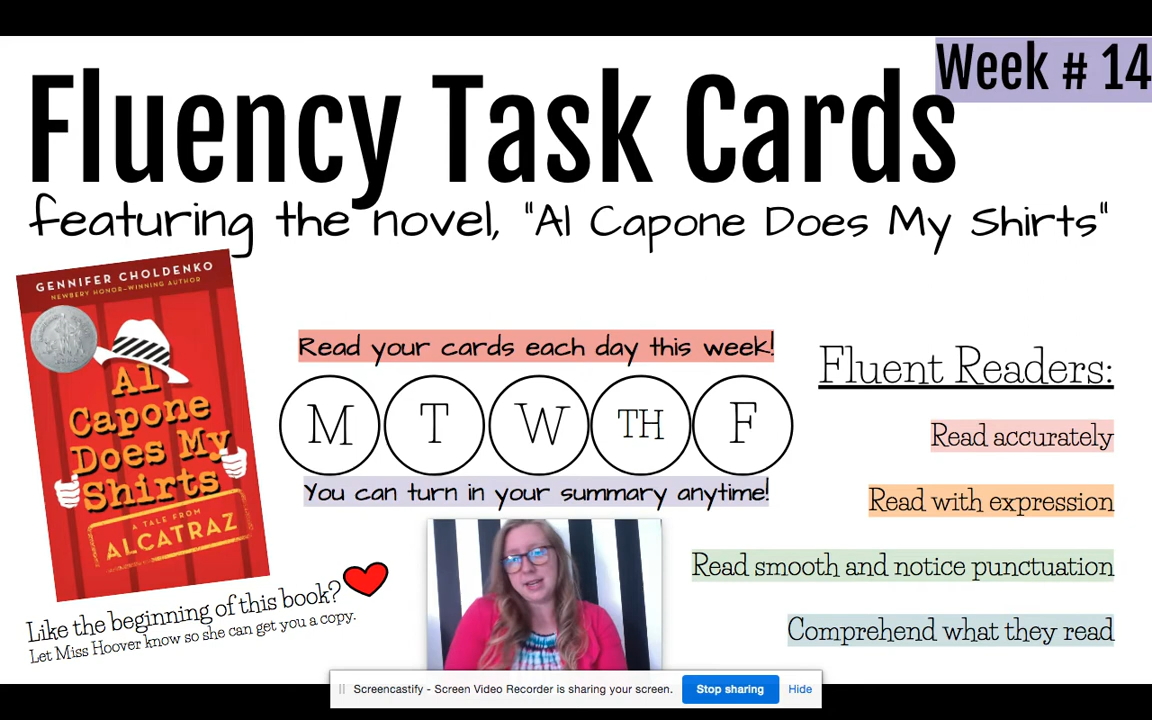 Week # 14
Fluency Task Cards
featuring the novel, "Al Capone Does My Shirts"
GENNIFER CHOLDENKO
NEWBERY HONOR-WINNING AUTHOR
Al
Capone
Does My
Shirts
A TALE FROM
ALCATRAZ
Like the beginning of this book?
Let Miss Hoover know so she can get you a copy.
Read your cards each day this week!
M T W TH F
You can turn in your summary anytime!
Fluent Readers:
Read accurately
Read with expression
Read smooth and notice punctuation
Comprehend what they read
Screencastify - Screen Video Recorder is sharing your screen. Stop sharing Hide